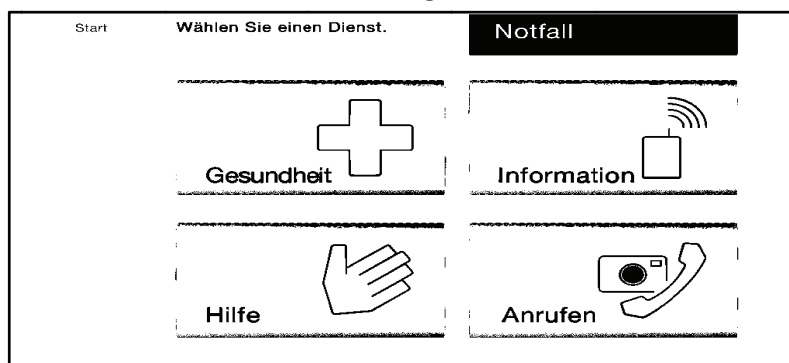 Start
Wählen Sie einen Dienst.
Notfall
Gesundheit
Information
Hilfe
Anrufen